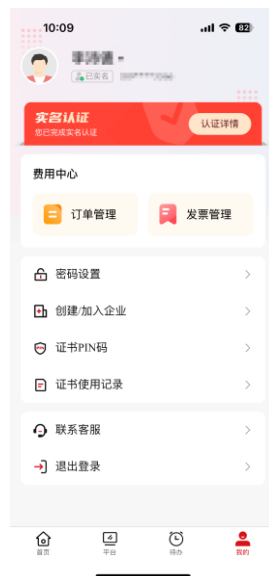 10:09
82
已实名
实名认证
您已完成实名认证
认证详情
费用中心
订单管理
发票管理
密码设置
创建/加入企业
证书PIN码
证书使用记录
联系客服
退出登录
首页
平台
待办
我的